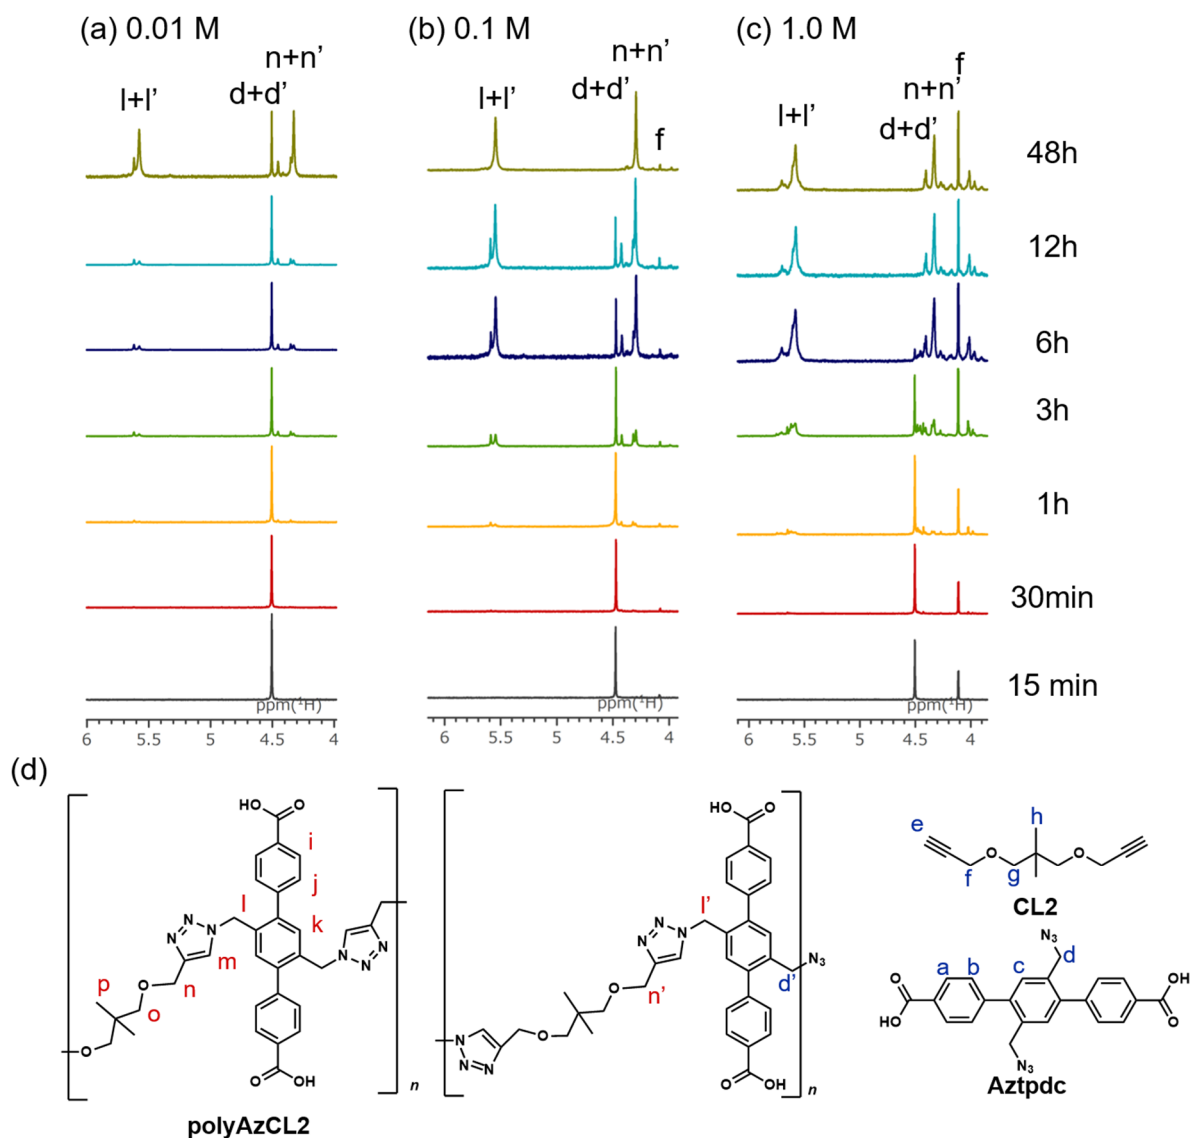 (a) 0.01 M
(b) 0.1 M
(c) 1.0 M
n+n’
d+d’
l+l’
n+n’
d+d’
l+l’
f
f
n+n’
d+d’
l+l’
48h
12h
6h
3h
1h
30min
15 min
ppm(¹H)
ppm(¹H)
ppm(¹H)
6 5.5 5 4.5 4
6 5.5 5 4.5 4
6 5.5 5 4.5 4
(d)
HO O
i
j
l
k
N N N
N N N
m
p
O
n
o
O
O OH
n
polyAzCL2
HO O
l’
N N N
N₃
d’
O
n’
O
N N N
O OH
n
e
h
O
O
f
g
CL2
N₃
a
b
c
d
O
HO
O
OH
N₃
Aztpdc